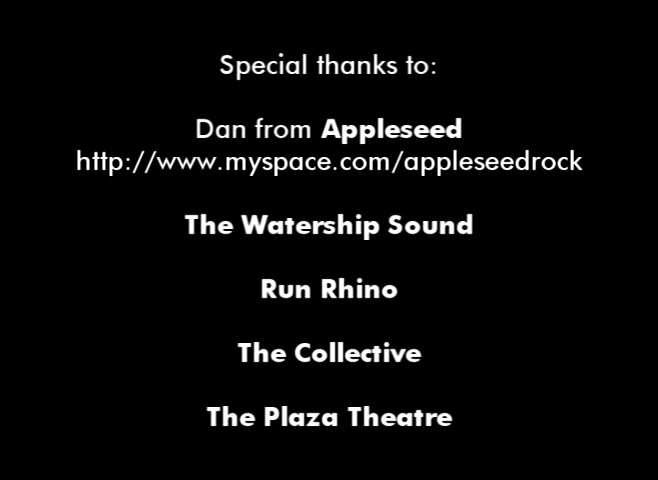 Special thanks to:
Dan from Appleseed
http://www.myspace.com/appleseedrock
The Watership Sound
Run Rhino
The Collective
The Plaza Theatre